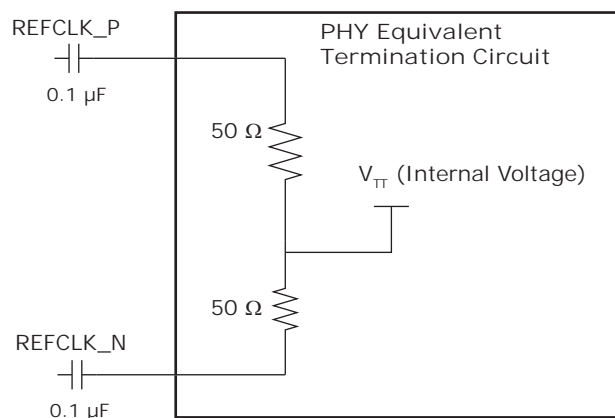 REFCLK_P
0.1 µF
PHY Equivalent
Termination Circuit
50 Ω
V_TT (Internal Voltage)
50 Ω
REFCLK_N
0.1 µF